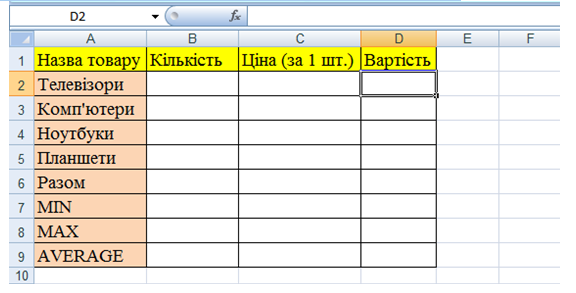 D2 fx
A B C D E F
1 Назва товару Кількість Ціна (за 1 шт.) Вартість
2 Телевізори
3 Комп'ютери
4 Ноутбуки
5 Планшети
6 Разом
7 MIN
8 MAX
9 AVERAGE
10